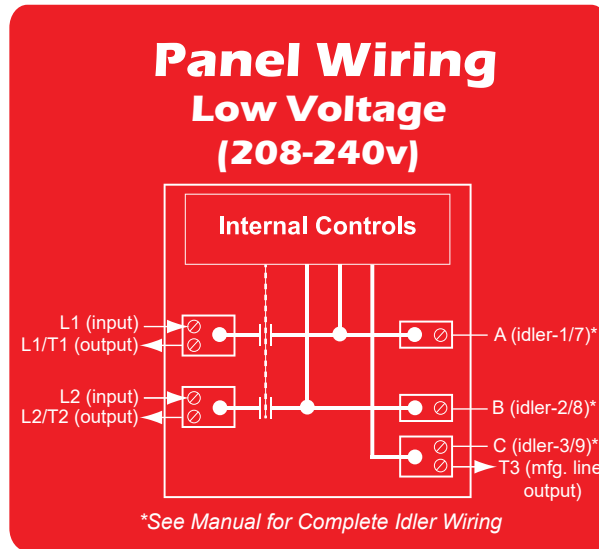 Panel Wiring
Low Voltage
(208-240v)
Internal Controls
L1 (input)
L1/T1 (output)
A (idler-1/7)*
L2 (input)
L2/T2 (output)
B (idler-2/8)*
C (idler-3/9)*
T3 (mfg. line
output)
*See Manual for Complete Idler Wiring